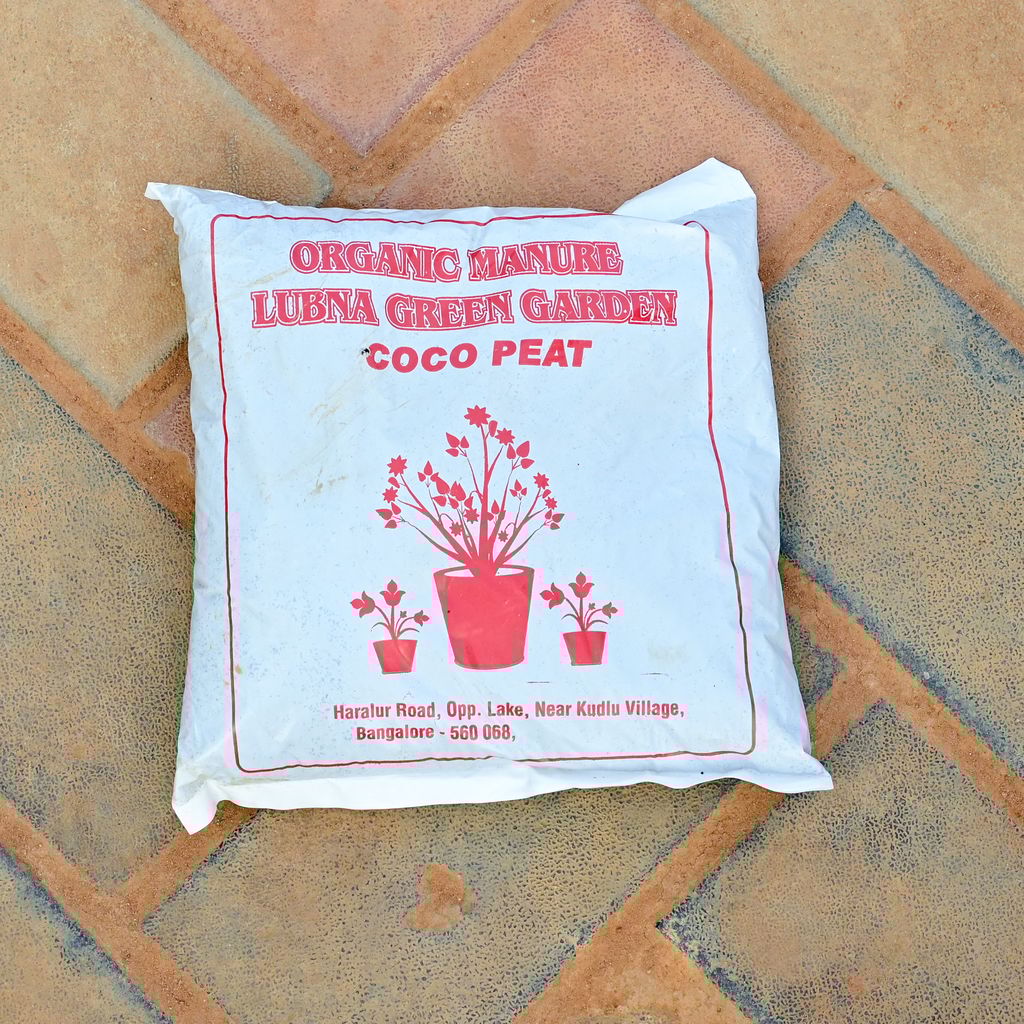 ORGANIC MANURE
LUBNA GREEN GARDEN
COCO PEAT
Haralur Road, Opp. Lake, Near Kudlu Village,
Bangalore - 560 068,